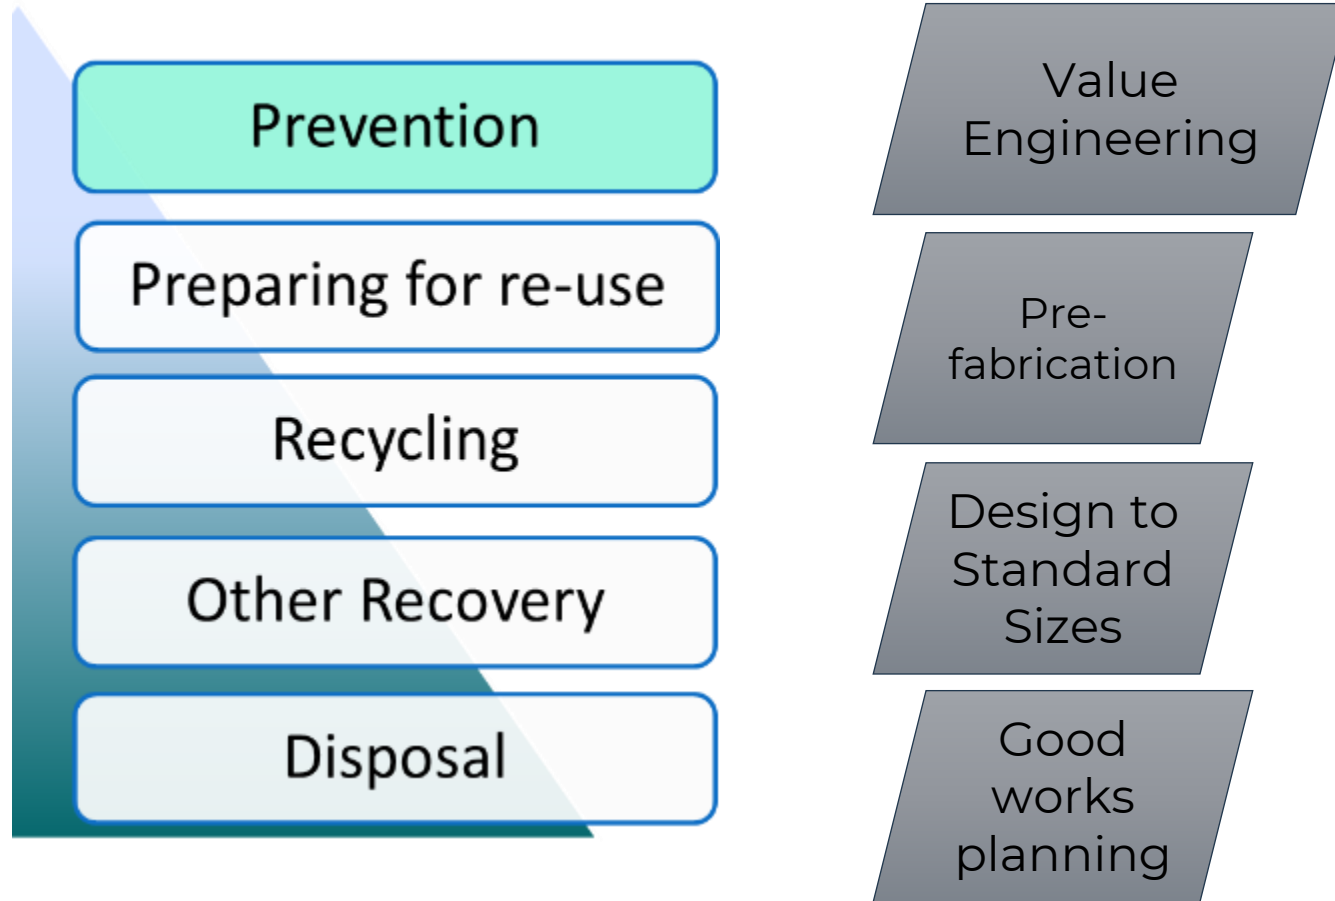 Prevention
Preparing for re-use
Recycling
Other Recovery
Disposal
Value
Engineering
Pre-
fabrication
Design to
Standard
Sizes
Good
works
planning